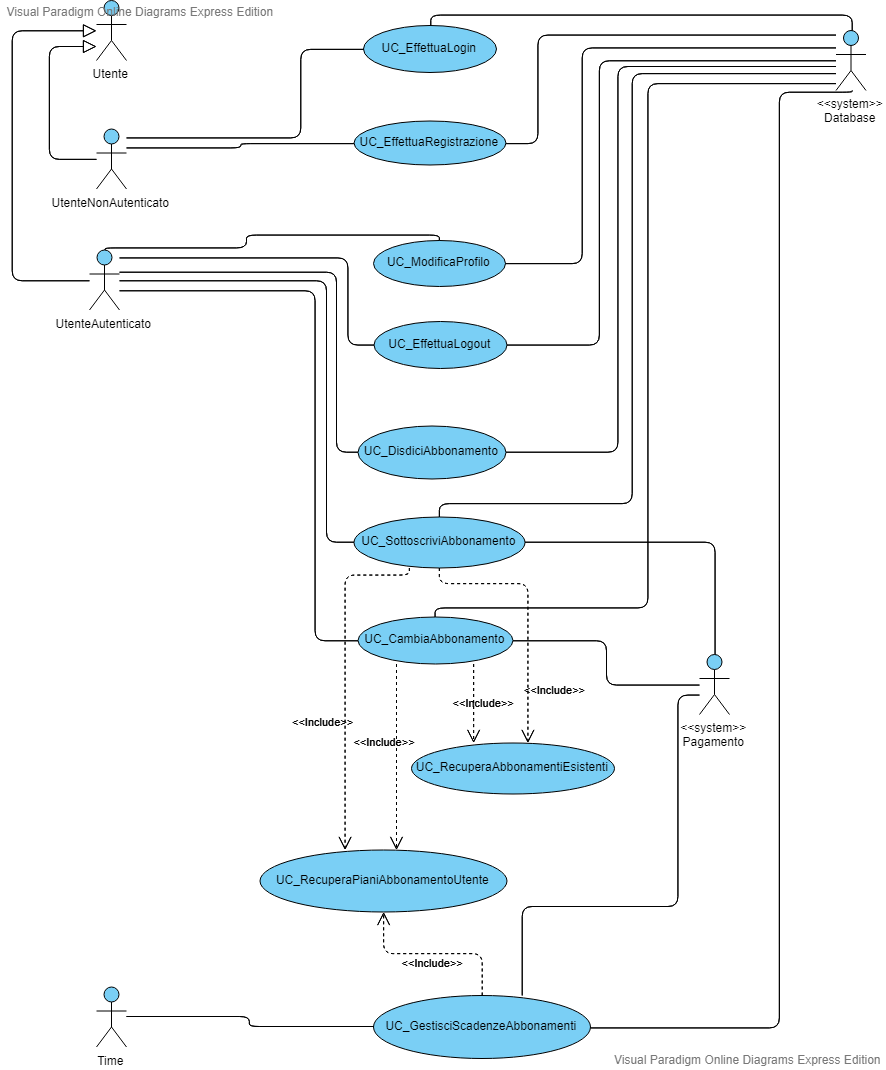 Visual Paradigm Online Diagrams Express Edition
Utente
UC_EffettuaLogin
<<system>>
Database
UC_EffettuaRegistrazione
UtenteNonAutenticato
UC_ModificaProfilo
UtenteAutenticato
UC_EffettuaLogout
UC_DisdiciAbbonamento
UC_SottoscriviAbbonamento
UC_CambiaAbbonamento
<<Include>>
<<Include>>
<<Include>>
<<Include>>
<<system>>
Pagamento
UC_RecuperaAbbonamentiEsistenti
UC_RecuperaPianiAbbonamentoUtente
<<Include>>
UC_GestisciScadenzeAbbonamenti
Time
Visual Paradigm Online Diagrams Express Edition